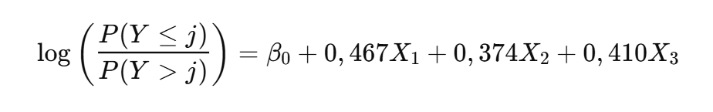 log(P(Y ≤ j)/P(Y > j)) = β₀ + 0,467X₁ + 0,374X₂ + 0,410X₃